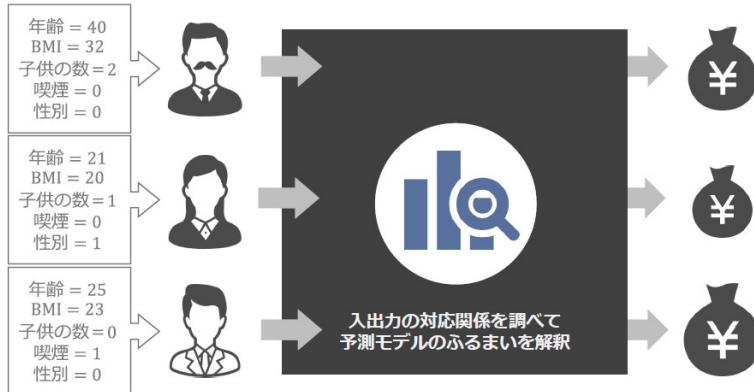 年齢 = 40
BMI = 32
子供の数 = 2
喫煙 = 0
性別 = 0
¥
年齢 = 21
BMI = 20
子供の数 = 1
喫煙 = 0
性別 = 1
¥
年齢 = 25
BMI = 23
子供の数 = 0
喫煙 = 1
性別 = 0
入出力の対応関係を調べて
予測モデルのふるまいを解釈
¥